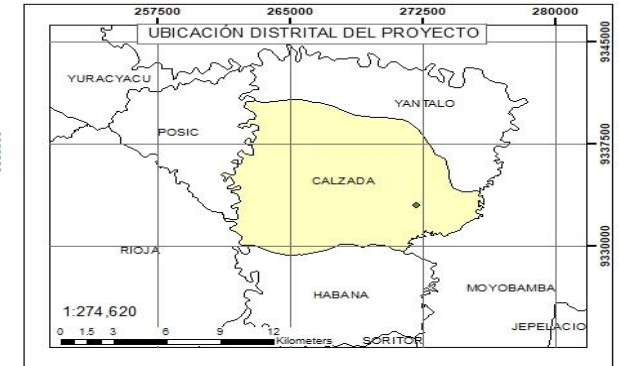 257500 265000 272500 280000
UBICACIÓN DISTRITAL DEL PROYECTO
9345000
YURACYACU
YANTALO
POSIC
9337500
CALZADA
RIOJA
9330000
HABANA
MOYOBAMBA
1:274,620
JEPELACIO
0 1.5 3 6 9 12
Kilometers
SORITOR